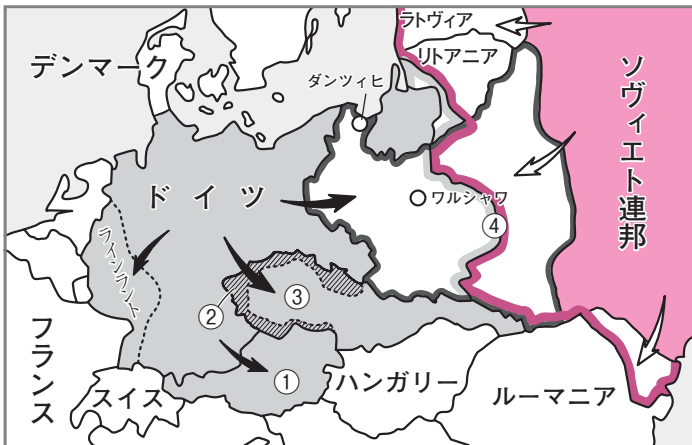 ラトヴィア
リトアニア
デンマーク
ダンツィヒ
ソヴィエト連邦
ドイツ
ワルシャワ
④
ラインラント
③
②
フランス
①
スイス
ハンガリー
ルーマニア